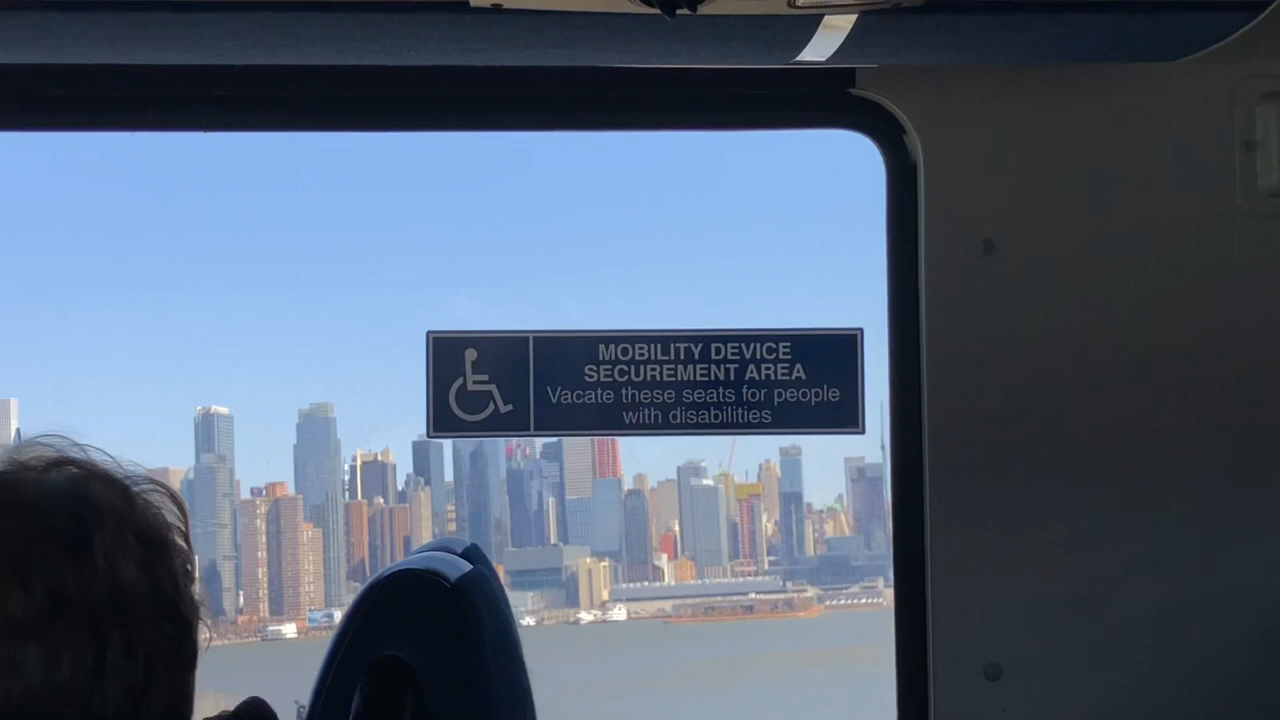 MOBILITY DEVICE
SECUREMENT AREA
Vacate these seats for people
with disabilities